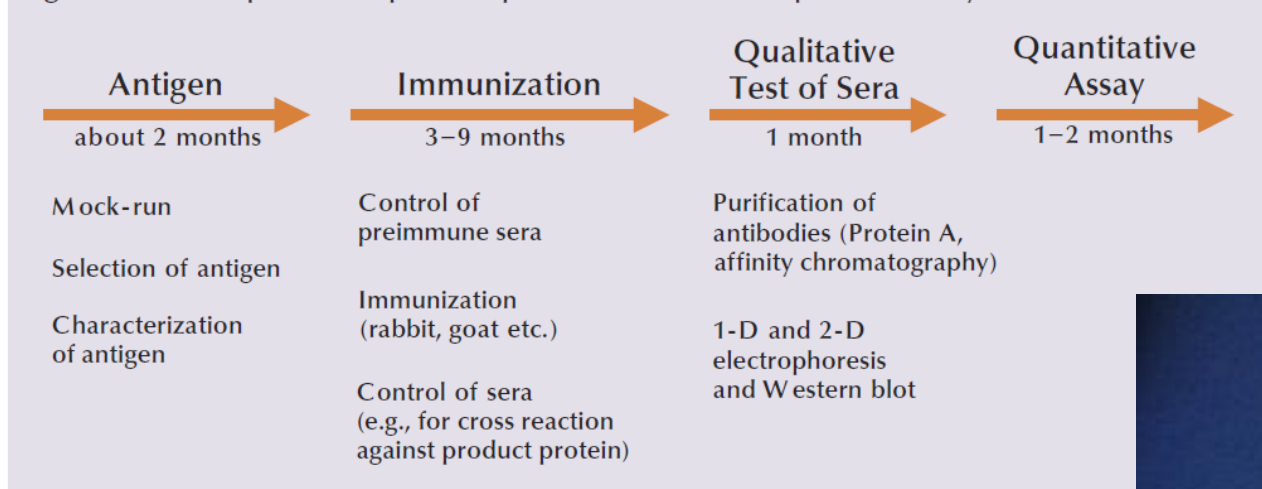 Antigen
about 2 months
Mock-run
Selection of antigen
Characterization
of antigen
Immunization
3–9 months
Control of
preimmune sera
Immunization
(rabbit, goat etc.)
Control of sera
(e.g., for cross reaction
against product protein)
Qualitative
Test of Sera
1 month
Purification of
antibodies (Protein A,
affinity chromatography)
1-D and 2-D
electrophoresis
and Western blot
Quantitative
Assay
1–2 months